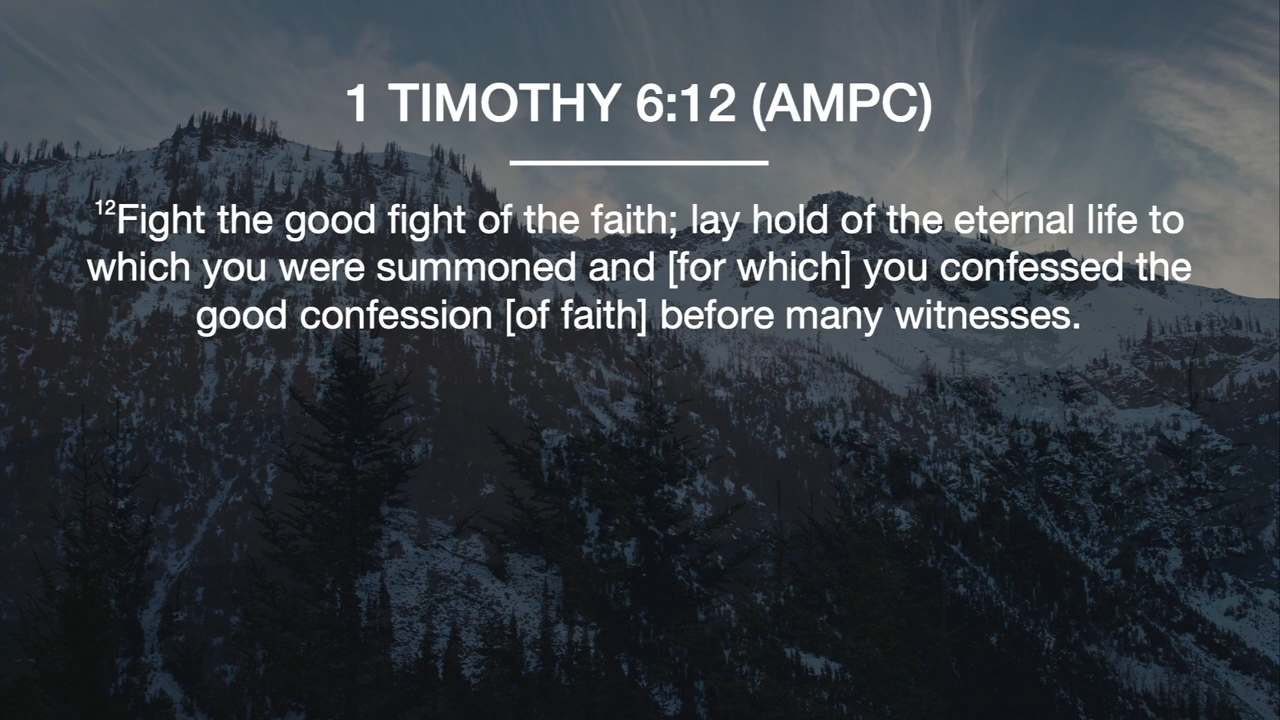 1 TIMOTHY 6:12 (AMPC)
¹²Fight the good fight of the faith; lay hold of the eternal life to
which you were summoned and [for which] you confessed the
good confession [of faith] before many witnesses.